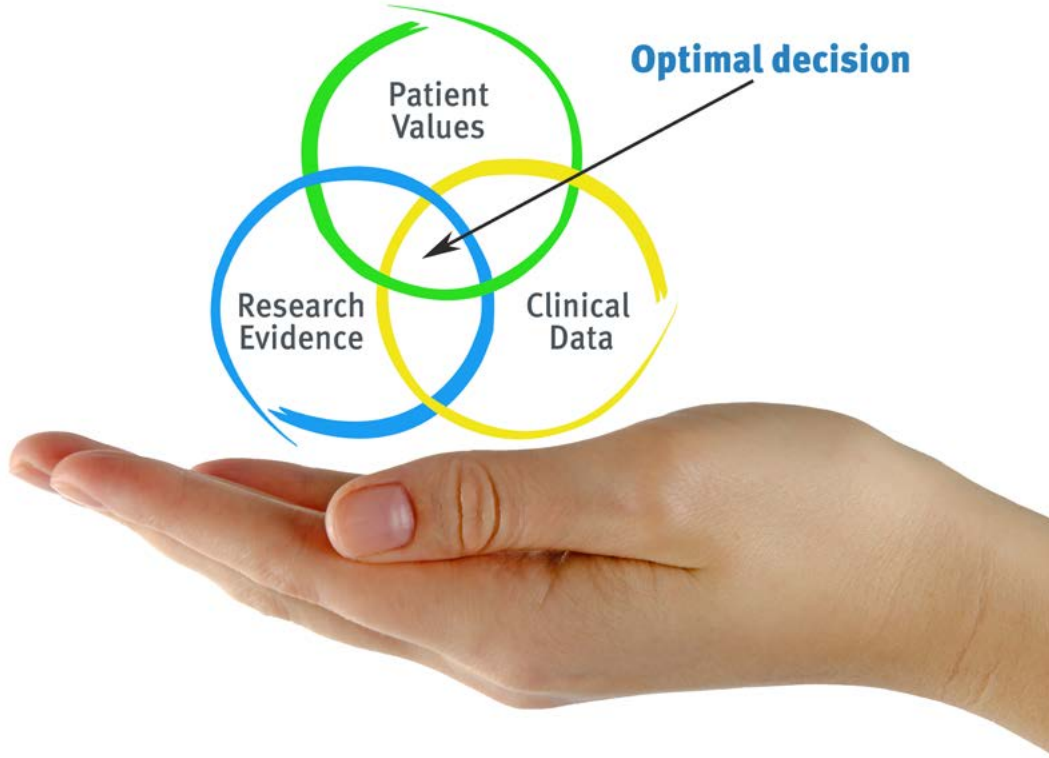 Optimal decision
Patient
Values
Research
Evidence
Clinical
Data